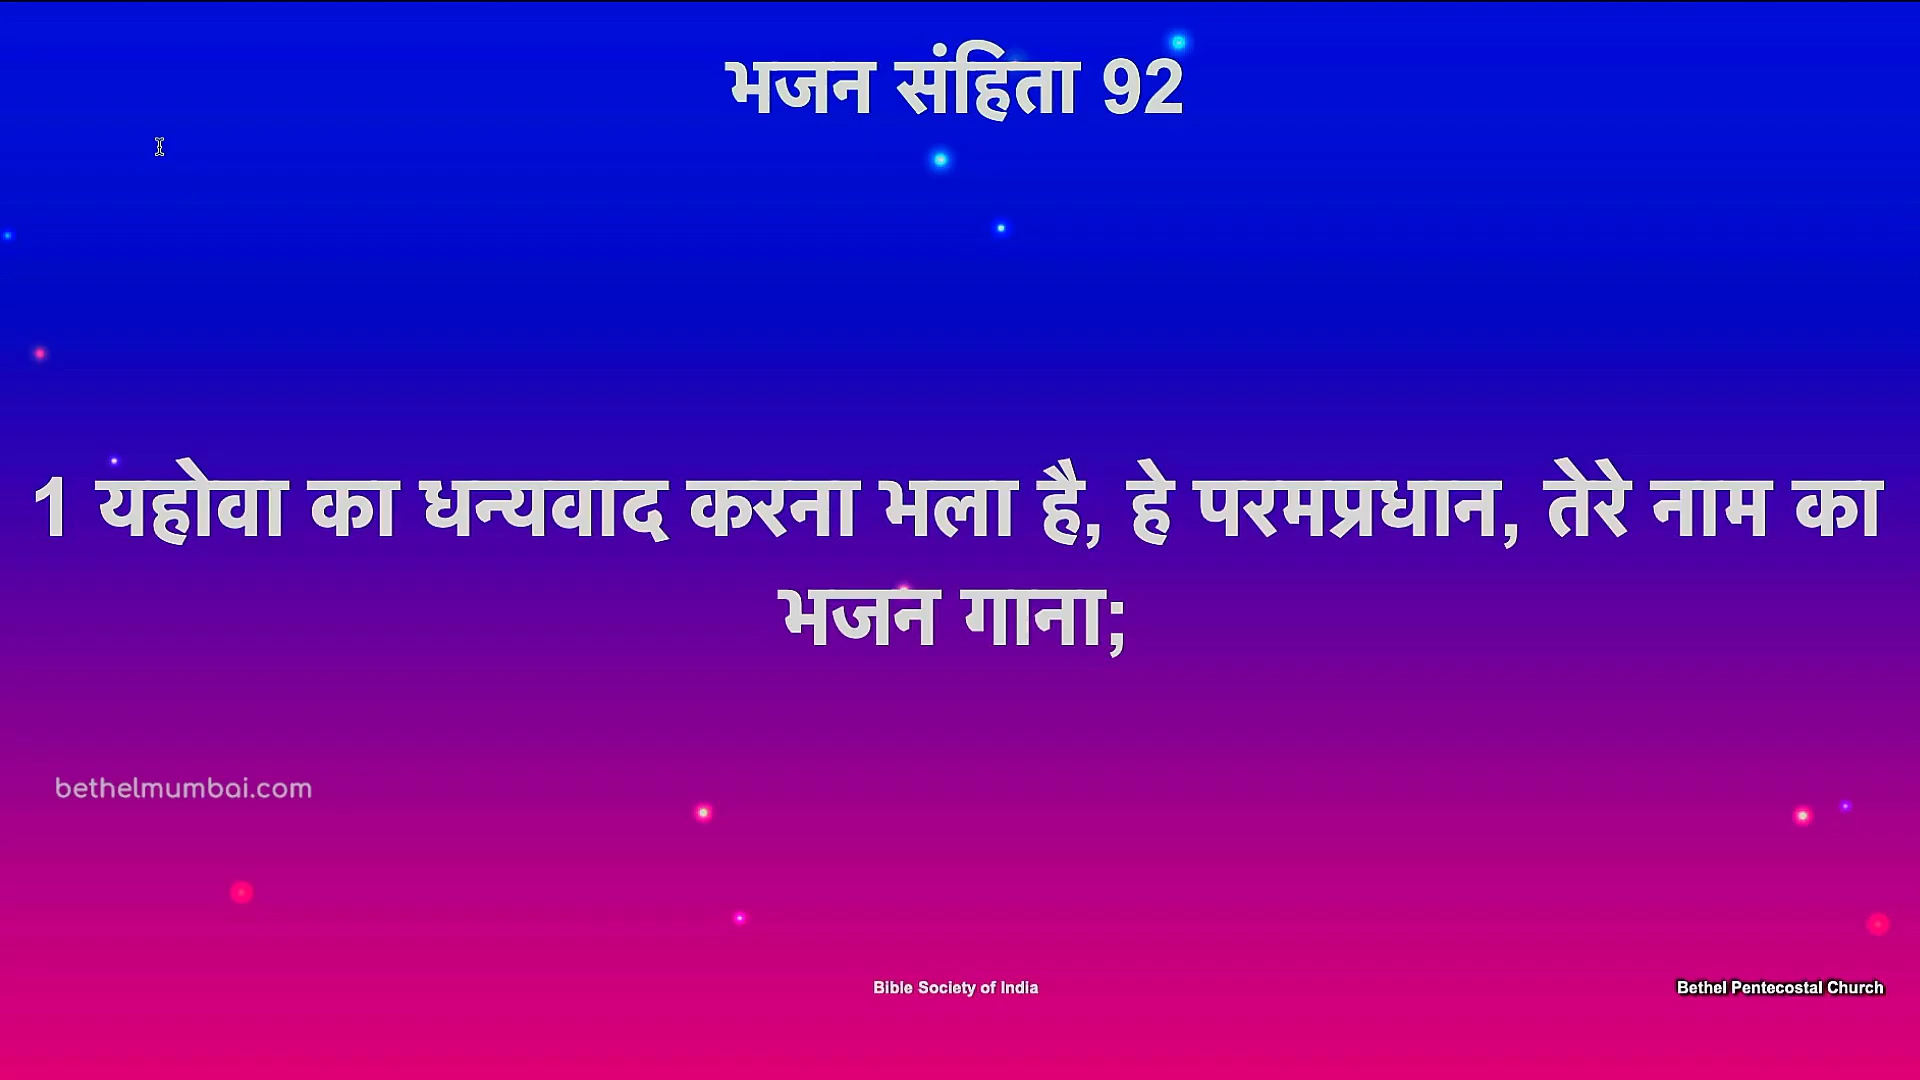 भजन संहिता 92
1 यहोवा का धन्यवाद करना भला है, हे परमप्रधान, तेरे नाम का
भजन गाना;
bethelmumbai.com
Bible Society of India
Bethel Pentecostal Church